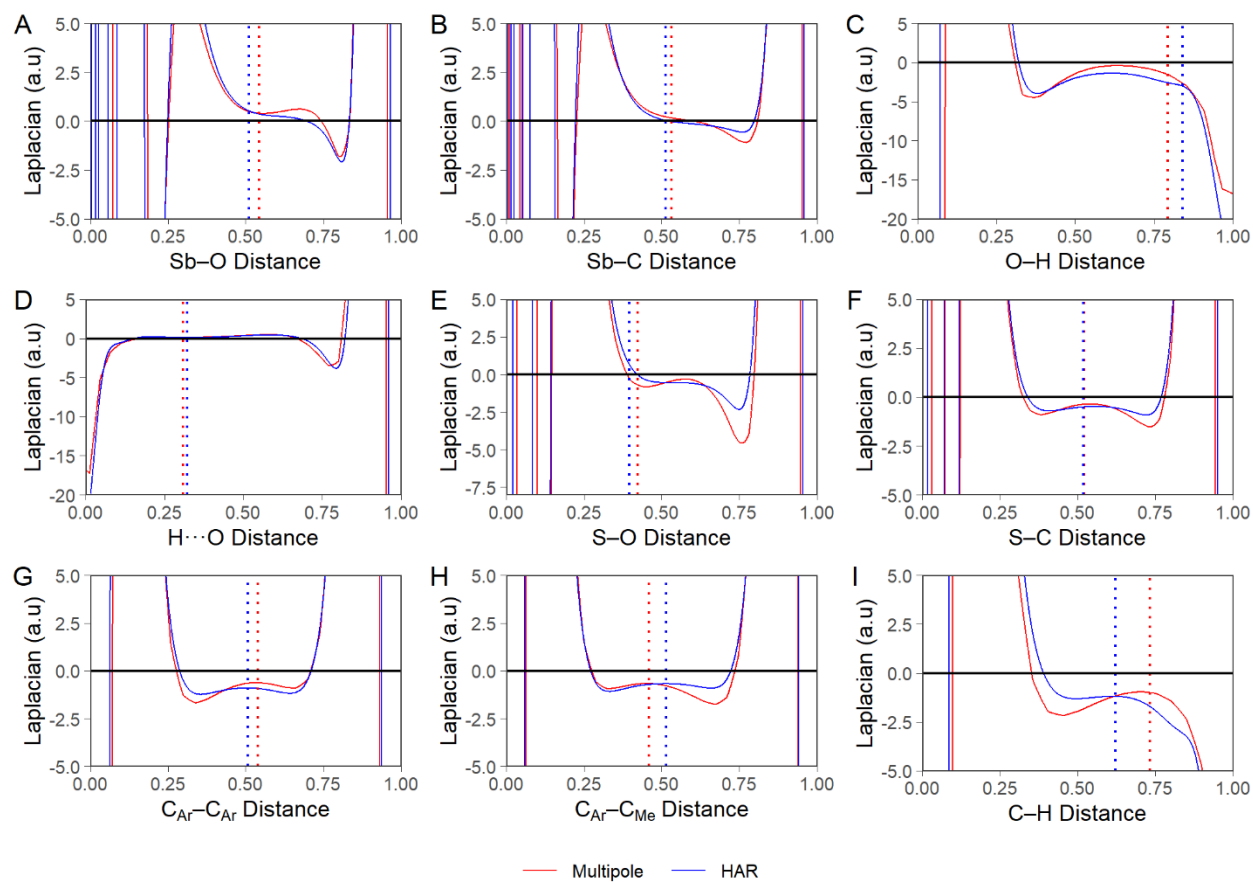 A
B
C
5.0
2.5
0.0
-2.5
-5.0
Laplacian (a.u)
0.00 0.25 0.50 0.75 1.00
Sb–O Distance
5.0
2.5
0.0
-2.5
-5.0
Laplacian (a.u)
0.00 0.25 0.50 0.75 1.00
Sb–C Distance
5
0
-5
-10
-15
-20
Laplacian (a.u)
0.00 0.25 0.50 0.75 1.00
O–H Distance
D
E
F
5
0
-5
-10
-15
-20
Laplacian (a.u)
0.00 0.25 0.50 0.75 1.00
H···O Distance
5.0
2.5
0.0
-2.5
-5.0
-7.5
Laplacian (a.u)
0.00 0.25 0.50 0.75 1.00
S–O Distance
5.0
2.5
0.0
-2.5
-5.0
Laplacian (a.u)
0.00 0.25 0.50 0.75 1.00
S–C Distance
G
H
I
5.0
2.5
0.0
-2.5
-5.0
Laplacian (a.u)
0.00 0.25 0.50 0.75 1.00
C_Ar–C_Ar Distance
5.0
2.5
0.0
-2.5
-5.0
Laplacian (a.u)
0.00 0.25 0.50 0.75 1.00
C_Ar–C_Me Distance
5.0
2.5
0.0
-2.5
-5.0
Laplacian (a.u)
0.00 0.25 0.50 0.75 1.00
C–H Distance
Multipole HAR